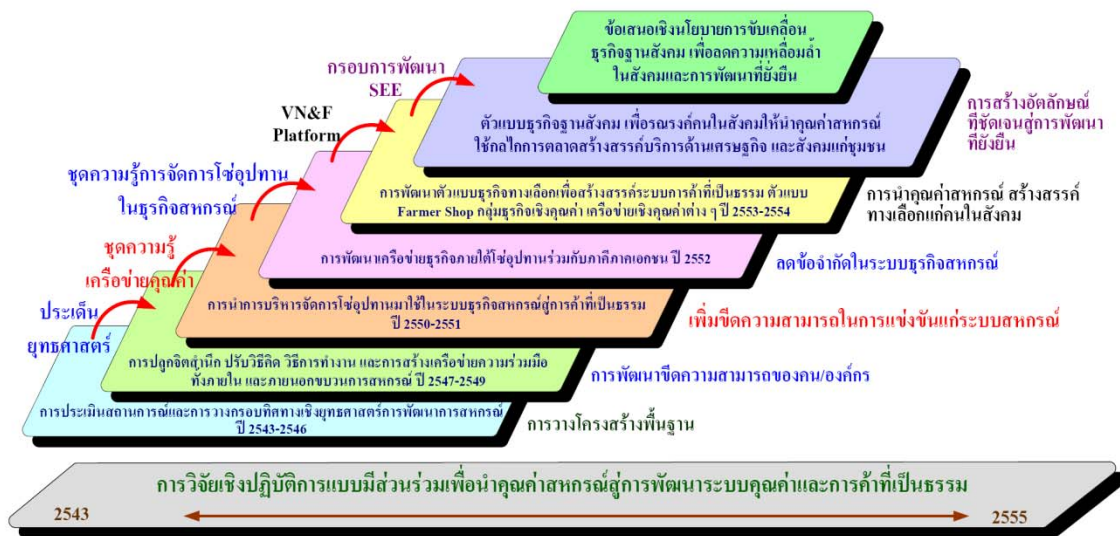 ข้อเสนอเชิงนโยบายการขับเคลื่อน
ธุรกิจฐานสังคม เพื่อลดความเหลื่อมล้ำ
ในสังคมและการพัฒนาที่ยั่งยืน
กรอบการพัฒนา
SEE
ตัวแบบธุรกิจฐานสังคม เพื่อรณรงค์คนในสังคมให้นำคุณค่าสหกรณ์
ใช้กลไกการตลาดสร้างสรรค์บริการด้านเศรษฐกิจ และสังคมแก่ชุมชน
การสร้างอัตลักษณ์
ที่ชัดเจนสู่การพัฒนา
ที่ยั่งยืน
VN&F
Platform
การพัฒนาตัวแบบธุรกิจทางเลือกเพื่อสร้างสรรค์ระบบการค้าที่เป็นธรรม ตัวแบบ
Farmer Shop กลุ่มธุรกิจเชิงคุณค่า เครือข่ายเชิงคุณค่าต่าง ๆ ปี 2553-2554
การนำคุณค่าสหกรณ์ สร้างสรรค์
ทางเลือกแก่คนในสังคม
ชุดความรู้การจัดการโซ่อุปทาน
ในธุรกิจสหกรณ์
การพัฒนาเครือข่ายธุรกิจภายใต้โซ่อุปทานร่วมกับภาคีภาคเอกชน ปี 2552
ลดข้อจำกัดในระบบธุรกิจสหกรณ์
ชุดความรู้
เครือข่ายคุณค่า
การนำการบริหารจัดการโซ่อุปทานมาใช้ในระบบธุรกิจสหกรณ์สู่การค้าที่เป็นธรรม
ปี 2550-2551
เพิ่มขีดความสามารถในการแข่งขันแก่ระบบสหกรณ์
ประเด็น
ยุทธศาสตร์
การปลูกจิตสำนึก ปรับวิธีคิด วิธีการทำงาน และการสร้างเครือข่ายความร่วมมือ
ทั้งภายใน และภายนอกขบวนการสหกรณ์ ปี 2547-2549
การพัฒนาขีดความสามารถของคน/องค์กร
การประเมินสถานการณ์และการวางกรอบทิศทางเชิงยุทธศาสตร์การพัฒนาการสหกรณ์
ปี 2543-2546
การวางโครงสร้างพื้นฐาน
การวิจัยเชิงปฏิบัติการแบบมีส่วนร่วมเพื่อนำคุณค่าสหกรณ์สู่การพัฒนาระบบคุณค่าและการค้าที่เป็นธรรม
2543
2555